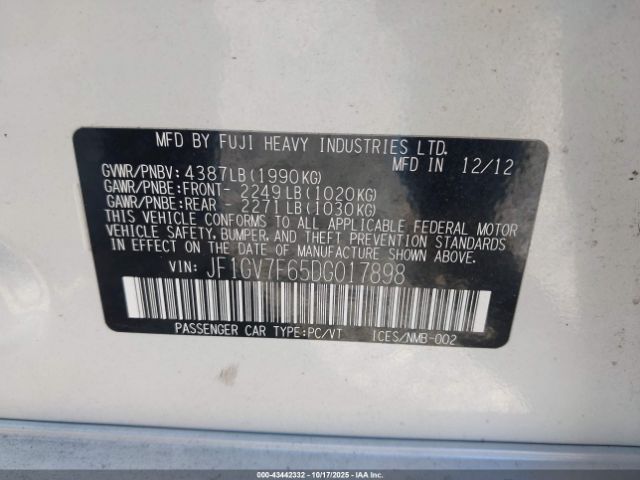 MFD BY FUJI HEAVY INDUSTRIES LTD.
MFD IN 12/12
GVWR/PNBV: 4387LB(1990KG)
GAWR/PNBE:FRONT- 2249LB(1020KG)
GAWR/PNBE:REAR - 2271LB(1030KG)
THIS VEHICLE CONFORMS TO ALL APPLICABLE FEDERAL MOTOR
VEHICLE SAFETY, BUMPER, AND THEFT PREVENTION STANDARDS
IN EFFECT ON THE DATE OF MANUFACTURE SHOWN ABOVE.
VIN: JF1GV7F65DG017898
PASSENGER CAR TYPE:PC/VT ICES/NMB-002
000-43442332 | 10/17/2025 | IAAI.COM